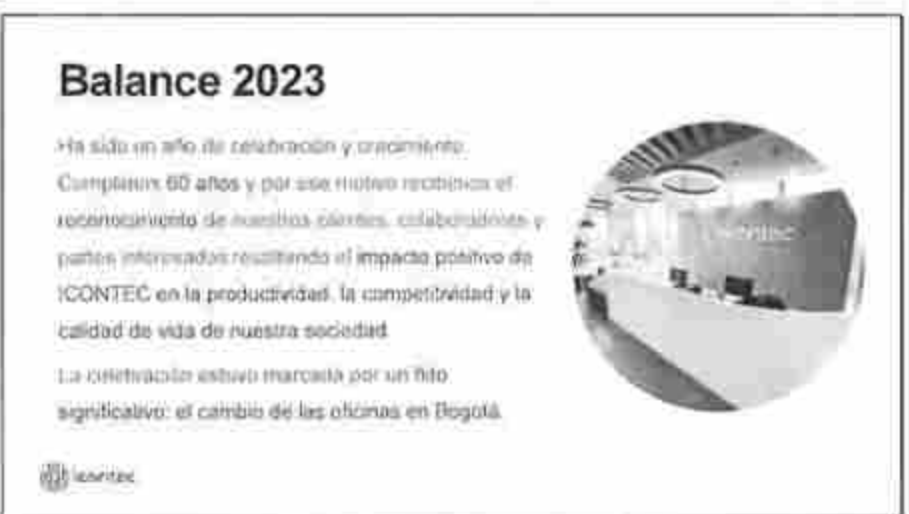 Balance 2023
Ha sido un año de celebración y crecimiento.
Cumplimos 60 años y por ese motivo recibimos el
reconocimiento de nuestros clientes, colaboradores y
partes interesadas resaltando el impacto positivo de
ICONTEC en la productividad, la competitividad y la
calidad de vida de nuestra sociedad.
La celebración estuvo marcada por un hito
significativo: el cambio de las oficinas en Bogotá.
icontec
icontec